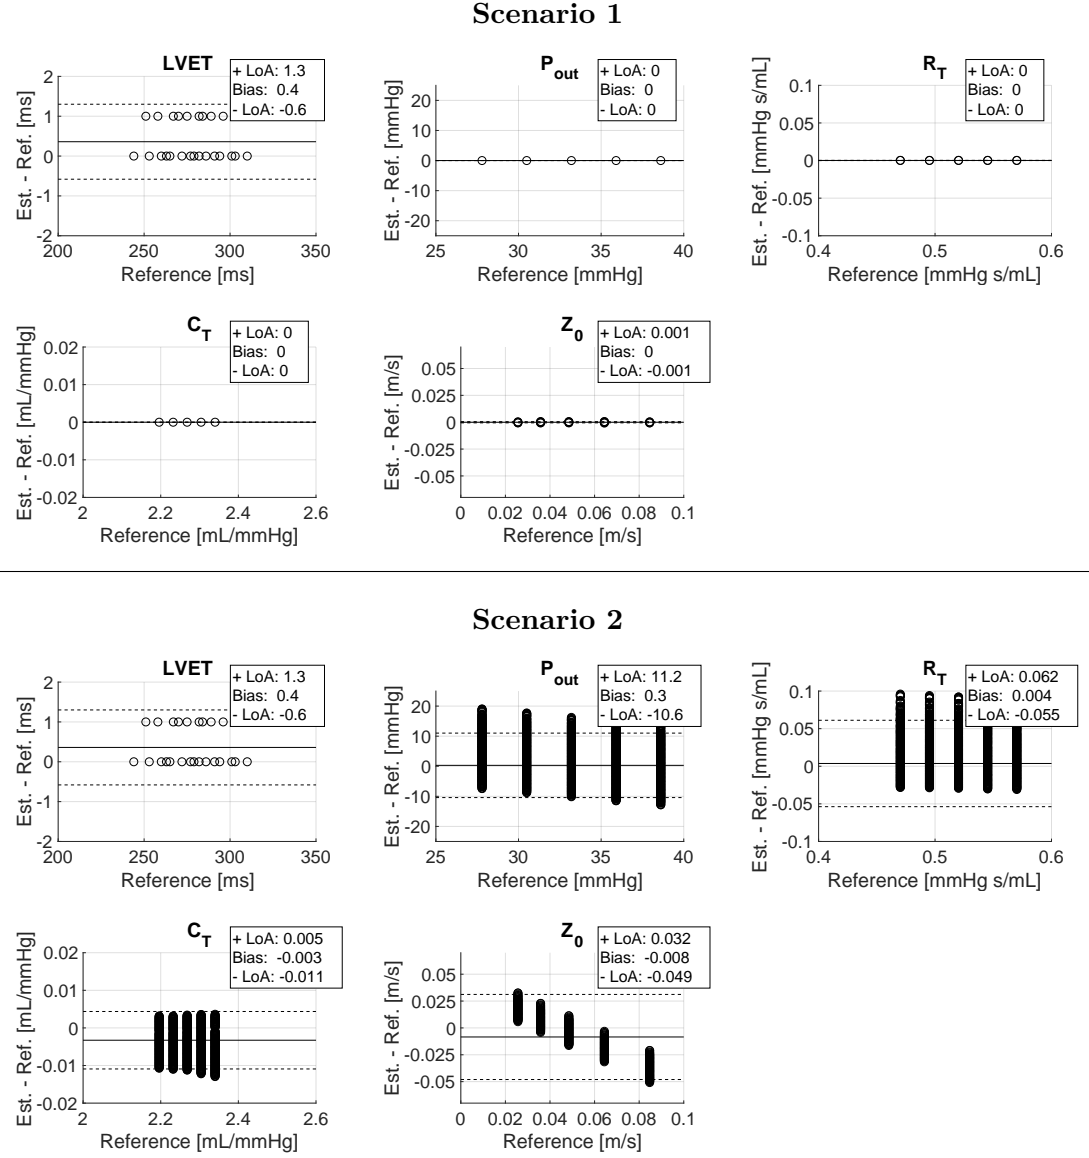 Scenario 1
LVET
+ LoA: 1.3
Bias: 0.4
- LoA: -0.6
Est. - Ref. [ms]
2
1
0
-1
-2
200 250 300 350
Reference [ms]
P_out
+ LoA: 0
Bias: 0
- LoA: 0
Est. - Ref. [mmHg]
20
10
0
-10
-20
25 30 35 40
Reference [mmHg]
R_T
+ LoA: 0
Bias: 0
- LoA: 0
Est. - Ref. [mmHg s/mL]
0.1
0.05
0
-0.05
-0.1
0.4 0.5 0.6
Reference [mmHg s/mL]
C_T
+ LoA: 0
Bias: 0
- LoA: 0
Est. - Ref. [mL/mmHg]
0.02
0.01
0
-0.01
-0.02
2 2.2 2.4 2.6
Reference [mL/mmHg]
Z_0
+ LoA: 0.001
Bias: 0
- LoA: -0.001
Est. - Ref. [m/s]
0.05
0.025
0
-0.025
-0.05
0 0.02 0.04 0.06 0.08 0.1
Reference [m/s]
Scenario 2
LVET
+ LoA: 1.3
Bias: 0.4
- LoA: -0.6
Est. - Ref. [ms]
2
1
0
-1
-2
200 250 300 350
Reference [ms]
P_out
+ LoA: 11.2
Bias: 0.3
- LoA: -10.6
Est. - Ref. [mmHg]
20
10
0
-10
-20
25 30 35 40
Reference [mmHg]
R_T
+ LoA: 0.062
Bias: 0.004
- LoA: -0.055
Est. - Ref. [mmHg s/mL]
0.1
0.05
0
-0.05
-0.1
0.4 0.5 0.6
Reference [mmHg s/mL]
C_T
+ LoA: 0.005
Bias: -0.003
- LoA: -0.011
Est. - Ref. [mL/mmHg]
0.02
0.01
0
-0.01
-0.02
2 2.2 2.4 2.6
Reference [mL/mmHg]
Z_0
+ LoA: 0.032
Bias: -0.008
- LoA: -0.049
Est. - Ref. [m/s]
0.05
0.025
0
-0.025
-0.05
0 0.02 0.04 0.06 0.08 0.1
Reference [m/s]